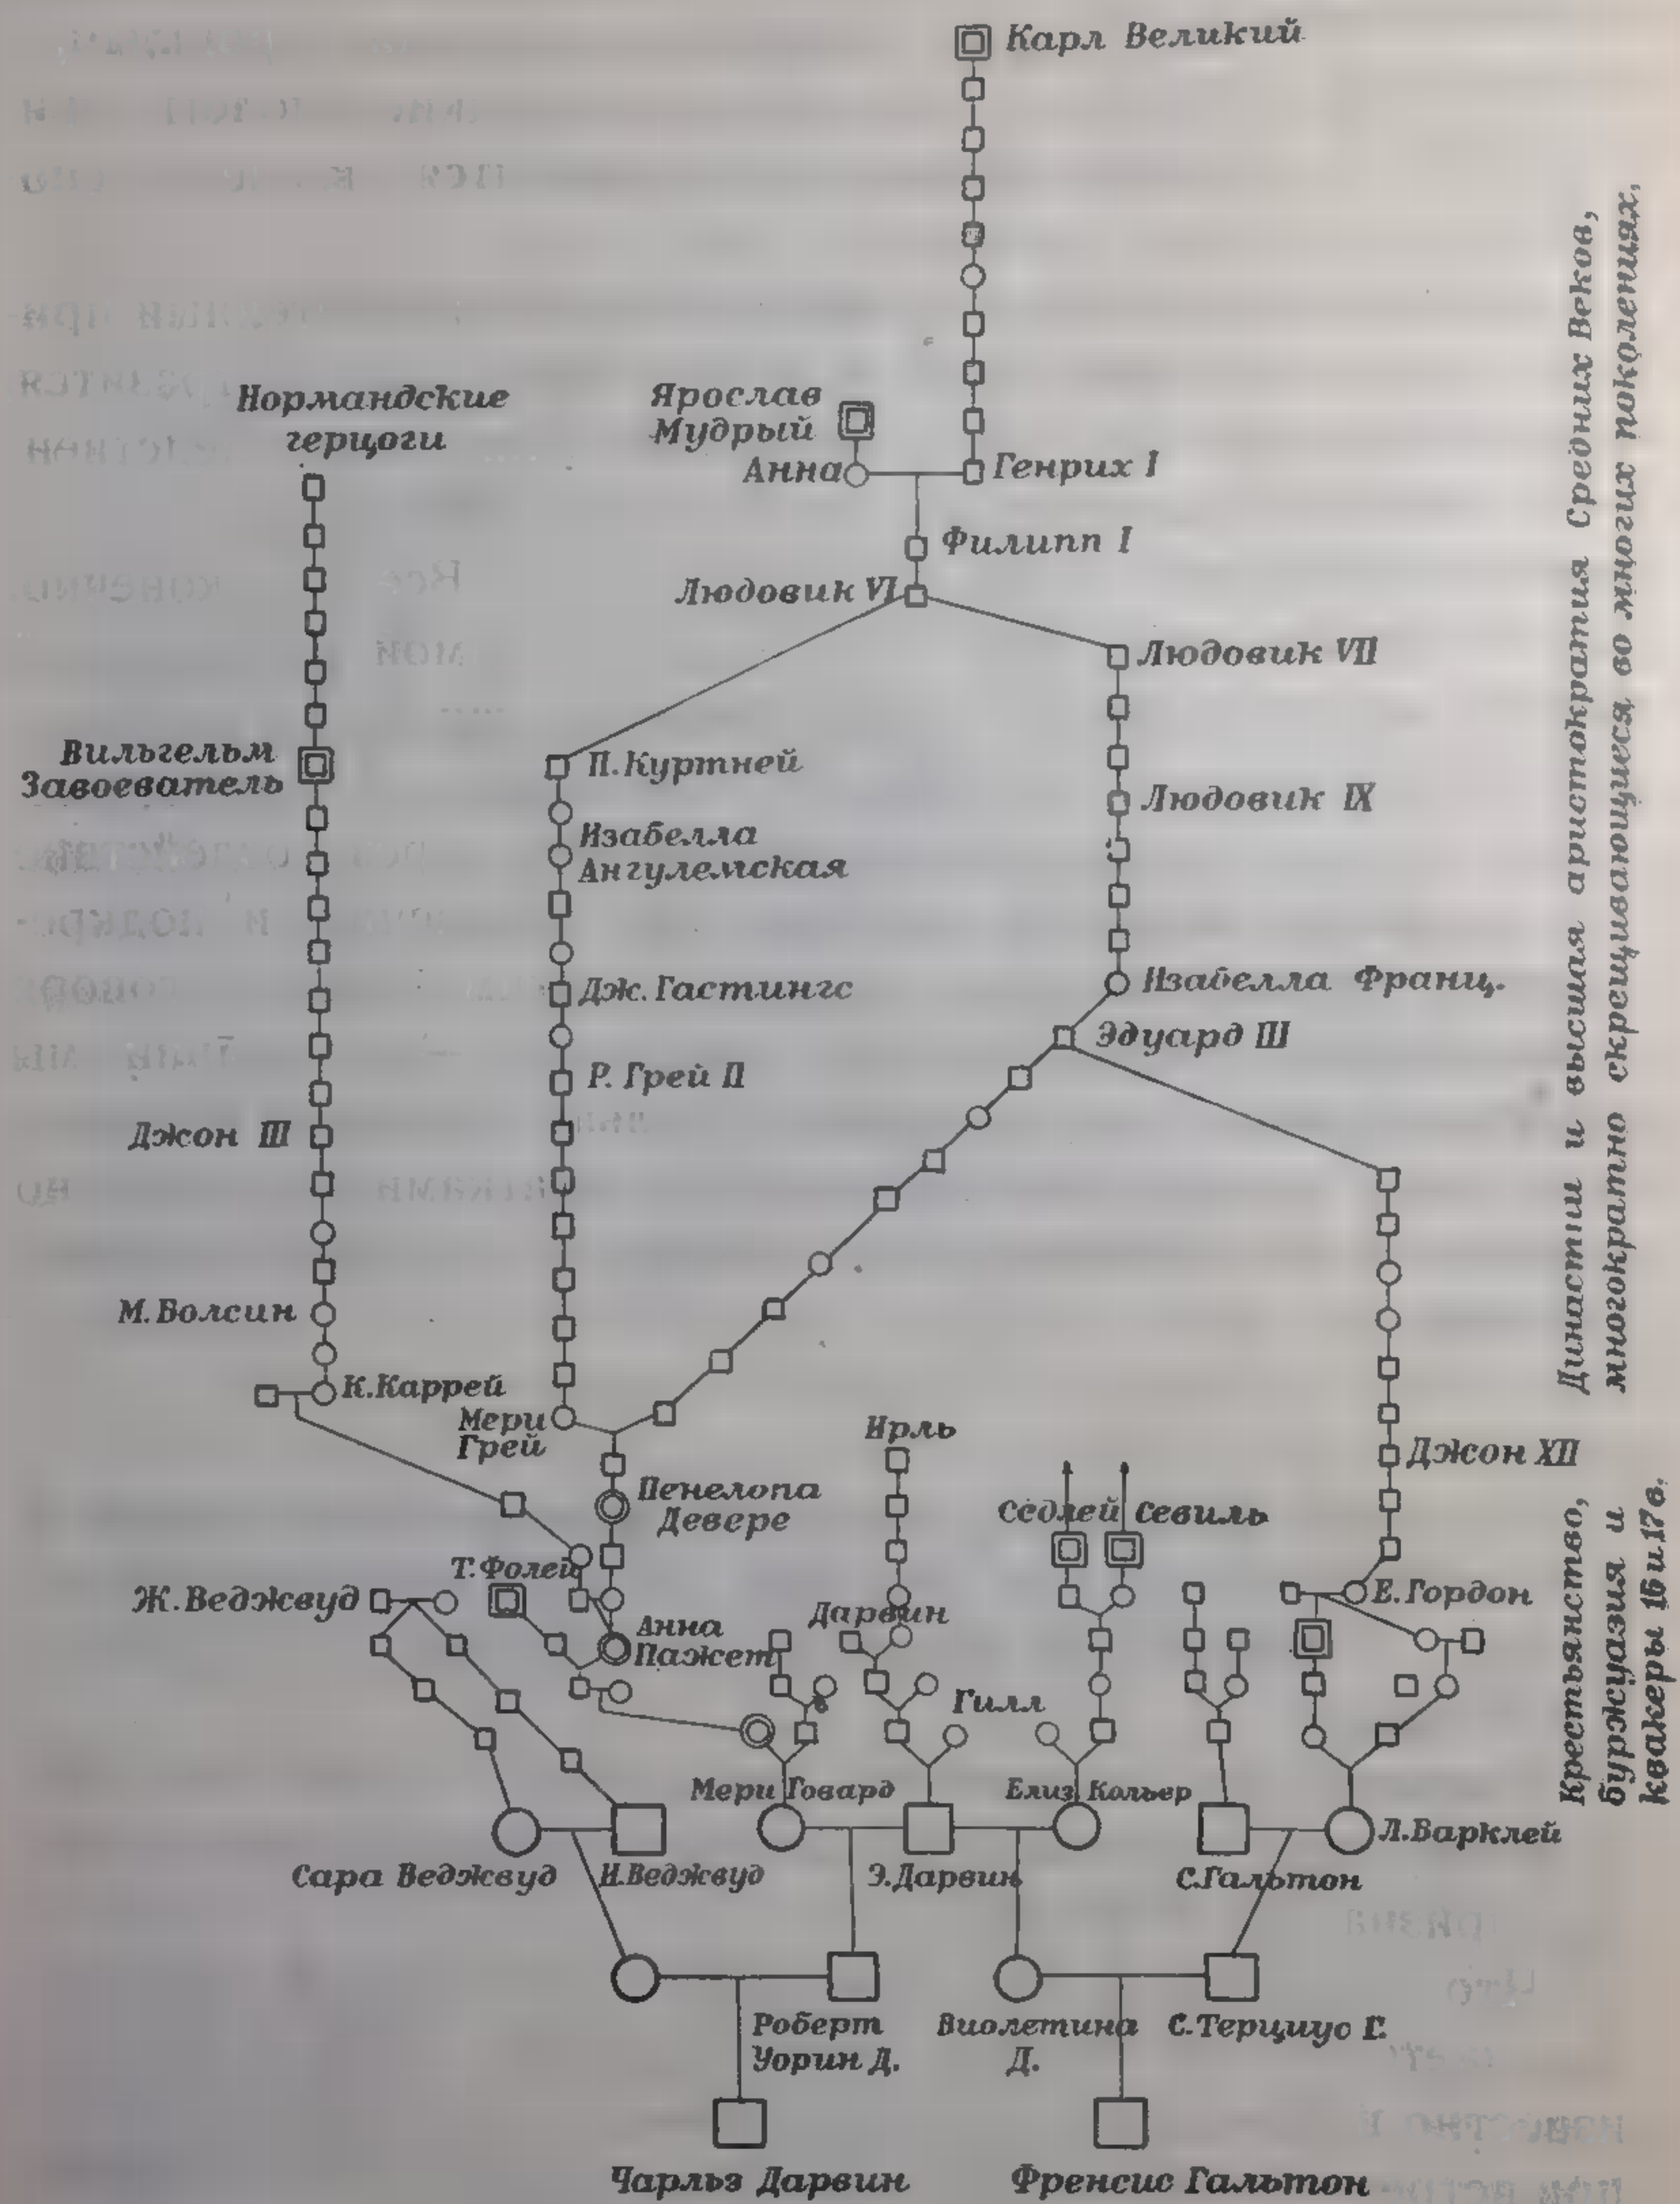 Карл Великий
Нормандские
герцоги
Ярослав
Мудрый
Анна
Генрих I
Филипп I
Людовик VI
Людовик VII
Вильгельм
Завоеватель
П. Куртней
Людовик IX
Изабелла
Ангулемская
Дж. Гастингс
Изабелла Франц.
Эдуард III
Р. Грей II
Джон III
М. Болсин
К. Каррей
Мери
Грей
Ирль
Джон XII
Пенелопа
Девере
Седлей Севиль
Т. Фолей
Ж. Веджвуд
Е. Гордон
Дарвин
Анна
Пажет
Гилл
Мери Говард
Елиз. Кольер
Л. Барклей
Сара Веджвуд
И. Веджвуд
Э. Дарвин
С. Гальтон
Роберт
Уорин Д.
Виолетина
Д.
С. Терциус Г.
Чарльз Дарвин
Френсис Гальтон
Династии и высшая аристократия Средних Веков,
многократно скрещивающиеся во многих поколениях.
Крестьянство,
буржуазия и
квакеры 16 и 17 в.